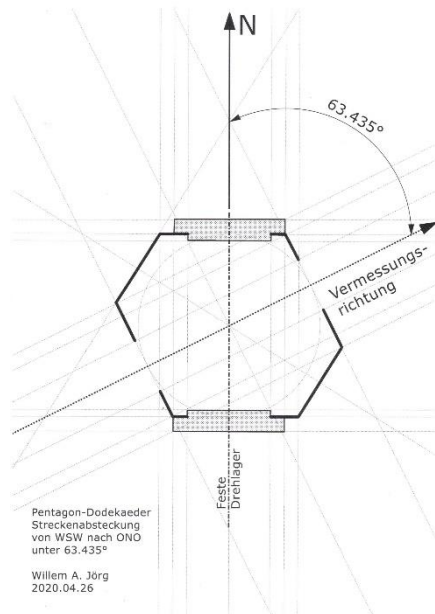 N
63.435°
Vermessungs-
richtung
Feste
Drehlager
Pentagon-Dodekaeder
Streckenabsteckung
von WSW nach ONO
unter 63.435°
Willem A. Jörg
2020.04.26